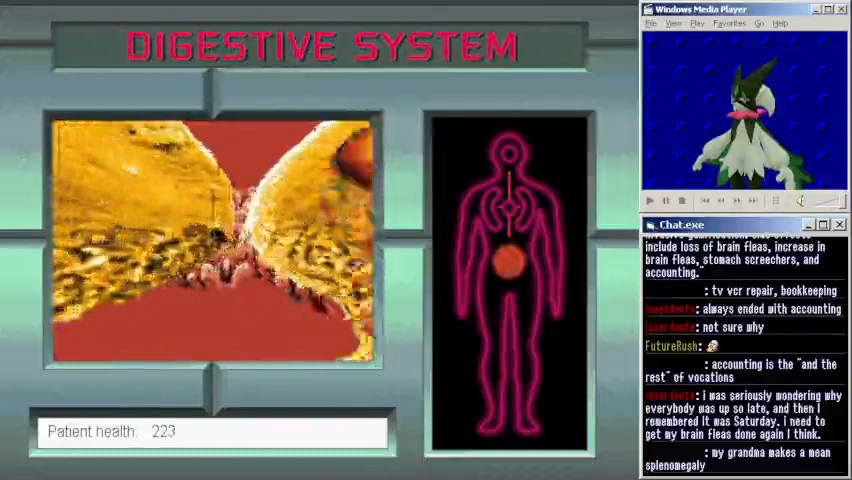 DIGESTIVE SYSTEM
Patient health: 223
Windows Media Player
File View Play Favorites Go Help
Chat.exe
include loss of brain fleas, increase in
brain fleas, stomach screechers, and
accounting."
: tv vcr repair, bookkeeping
: always ended with accounting
: not sure why
FutureRush:
: accounting is the "and the
rest" of vocations
: i was seriously wondering why
everybody was up so late, and then I
remembered it was Saturday. i need to
get my brain fleas done again I think.
: my grandma makes a mean
splenomegaly